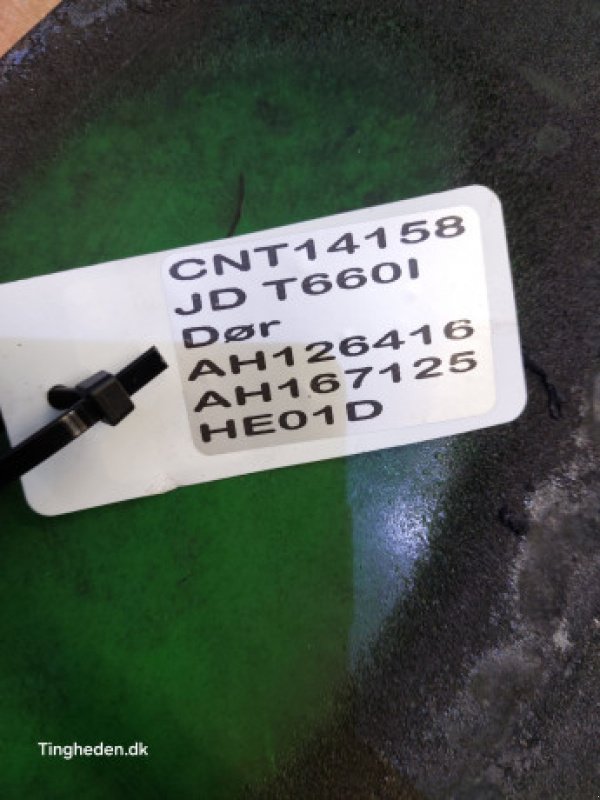 CNT14158
JD T660I
Dør
AH126416
AH167125
HE01D
Tingheden.dk